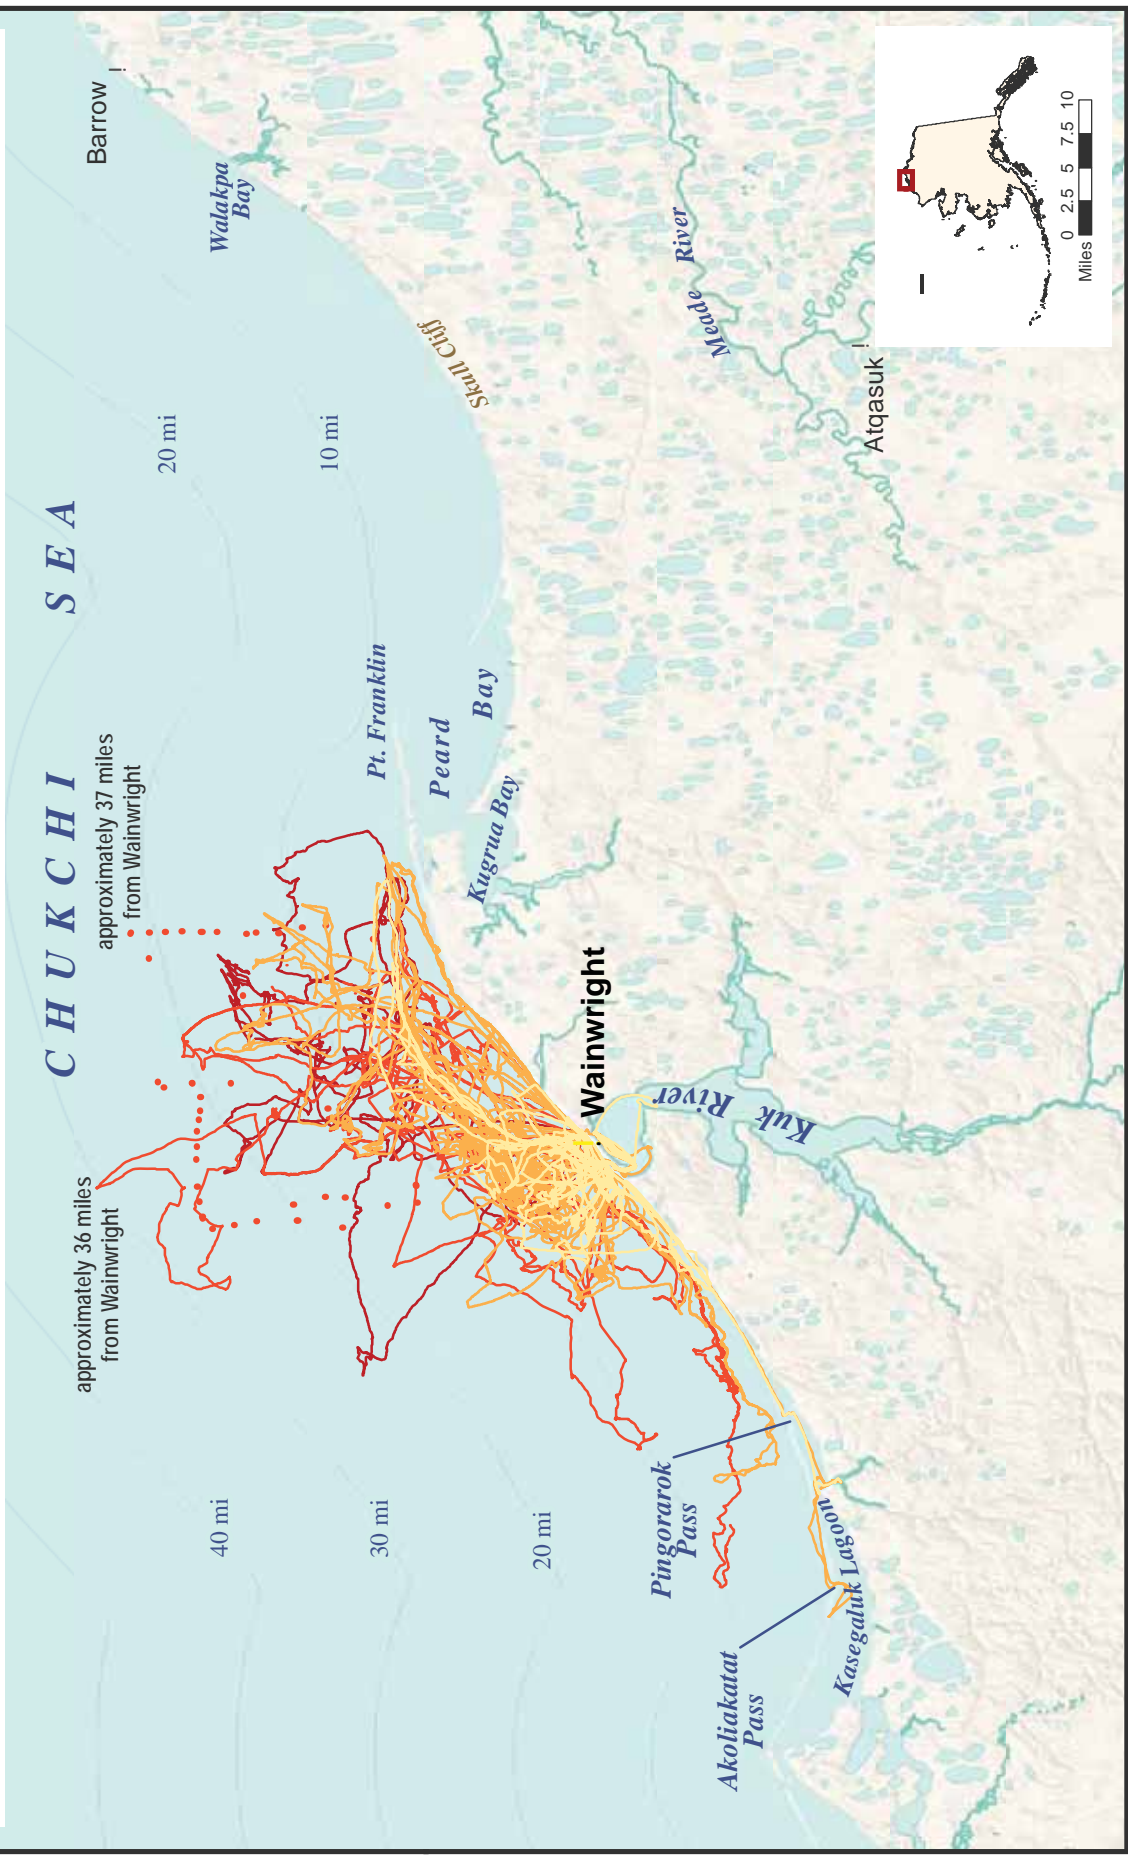 CHUKCHI SEA
approximately 36 miles
from Wainwright
approximately 37 miles
from Wainwright
Barrow
Walakpa
Bay
20 mi
10 mi
Skull Cliff
Pt. Franklin
Peard
Bay
Kugrua Bay
Meade River
Atqasuk
Wainwright
Kuk River
40 mi
30 mi
20 mi
Pingorarok
Pass
Akoliakatat
Pass
Kasegaluk Lagoon
0 2.5 5 7.5 10
Miles